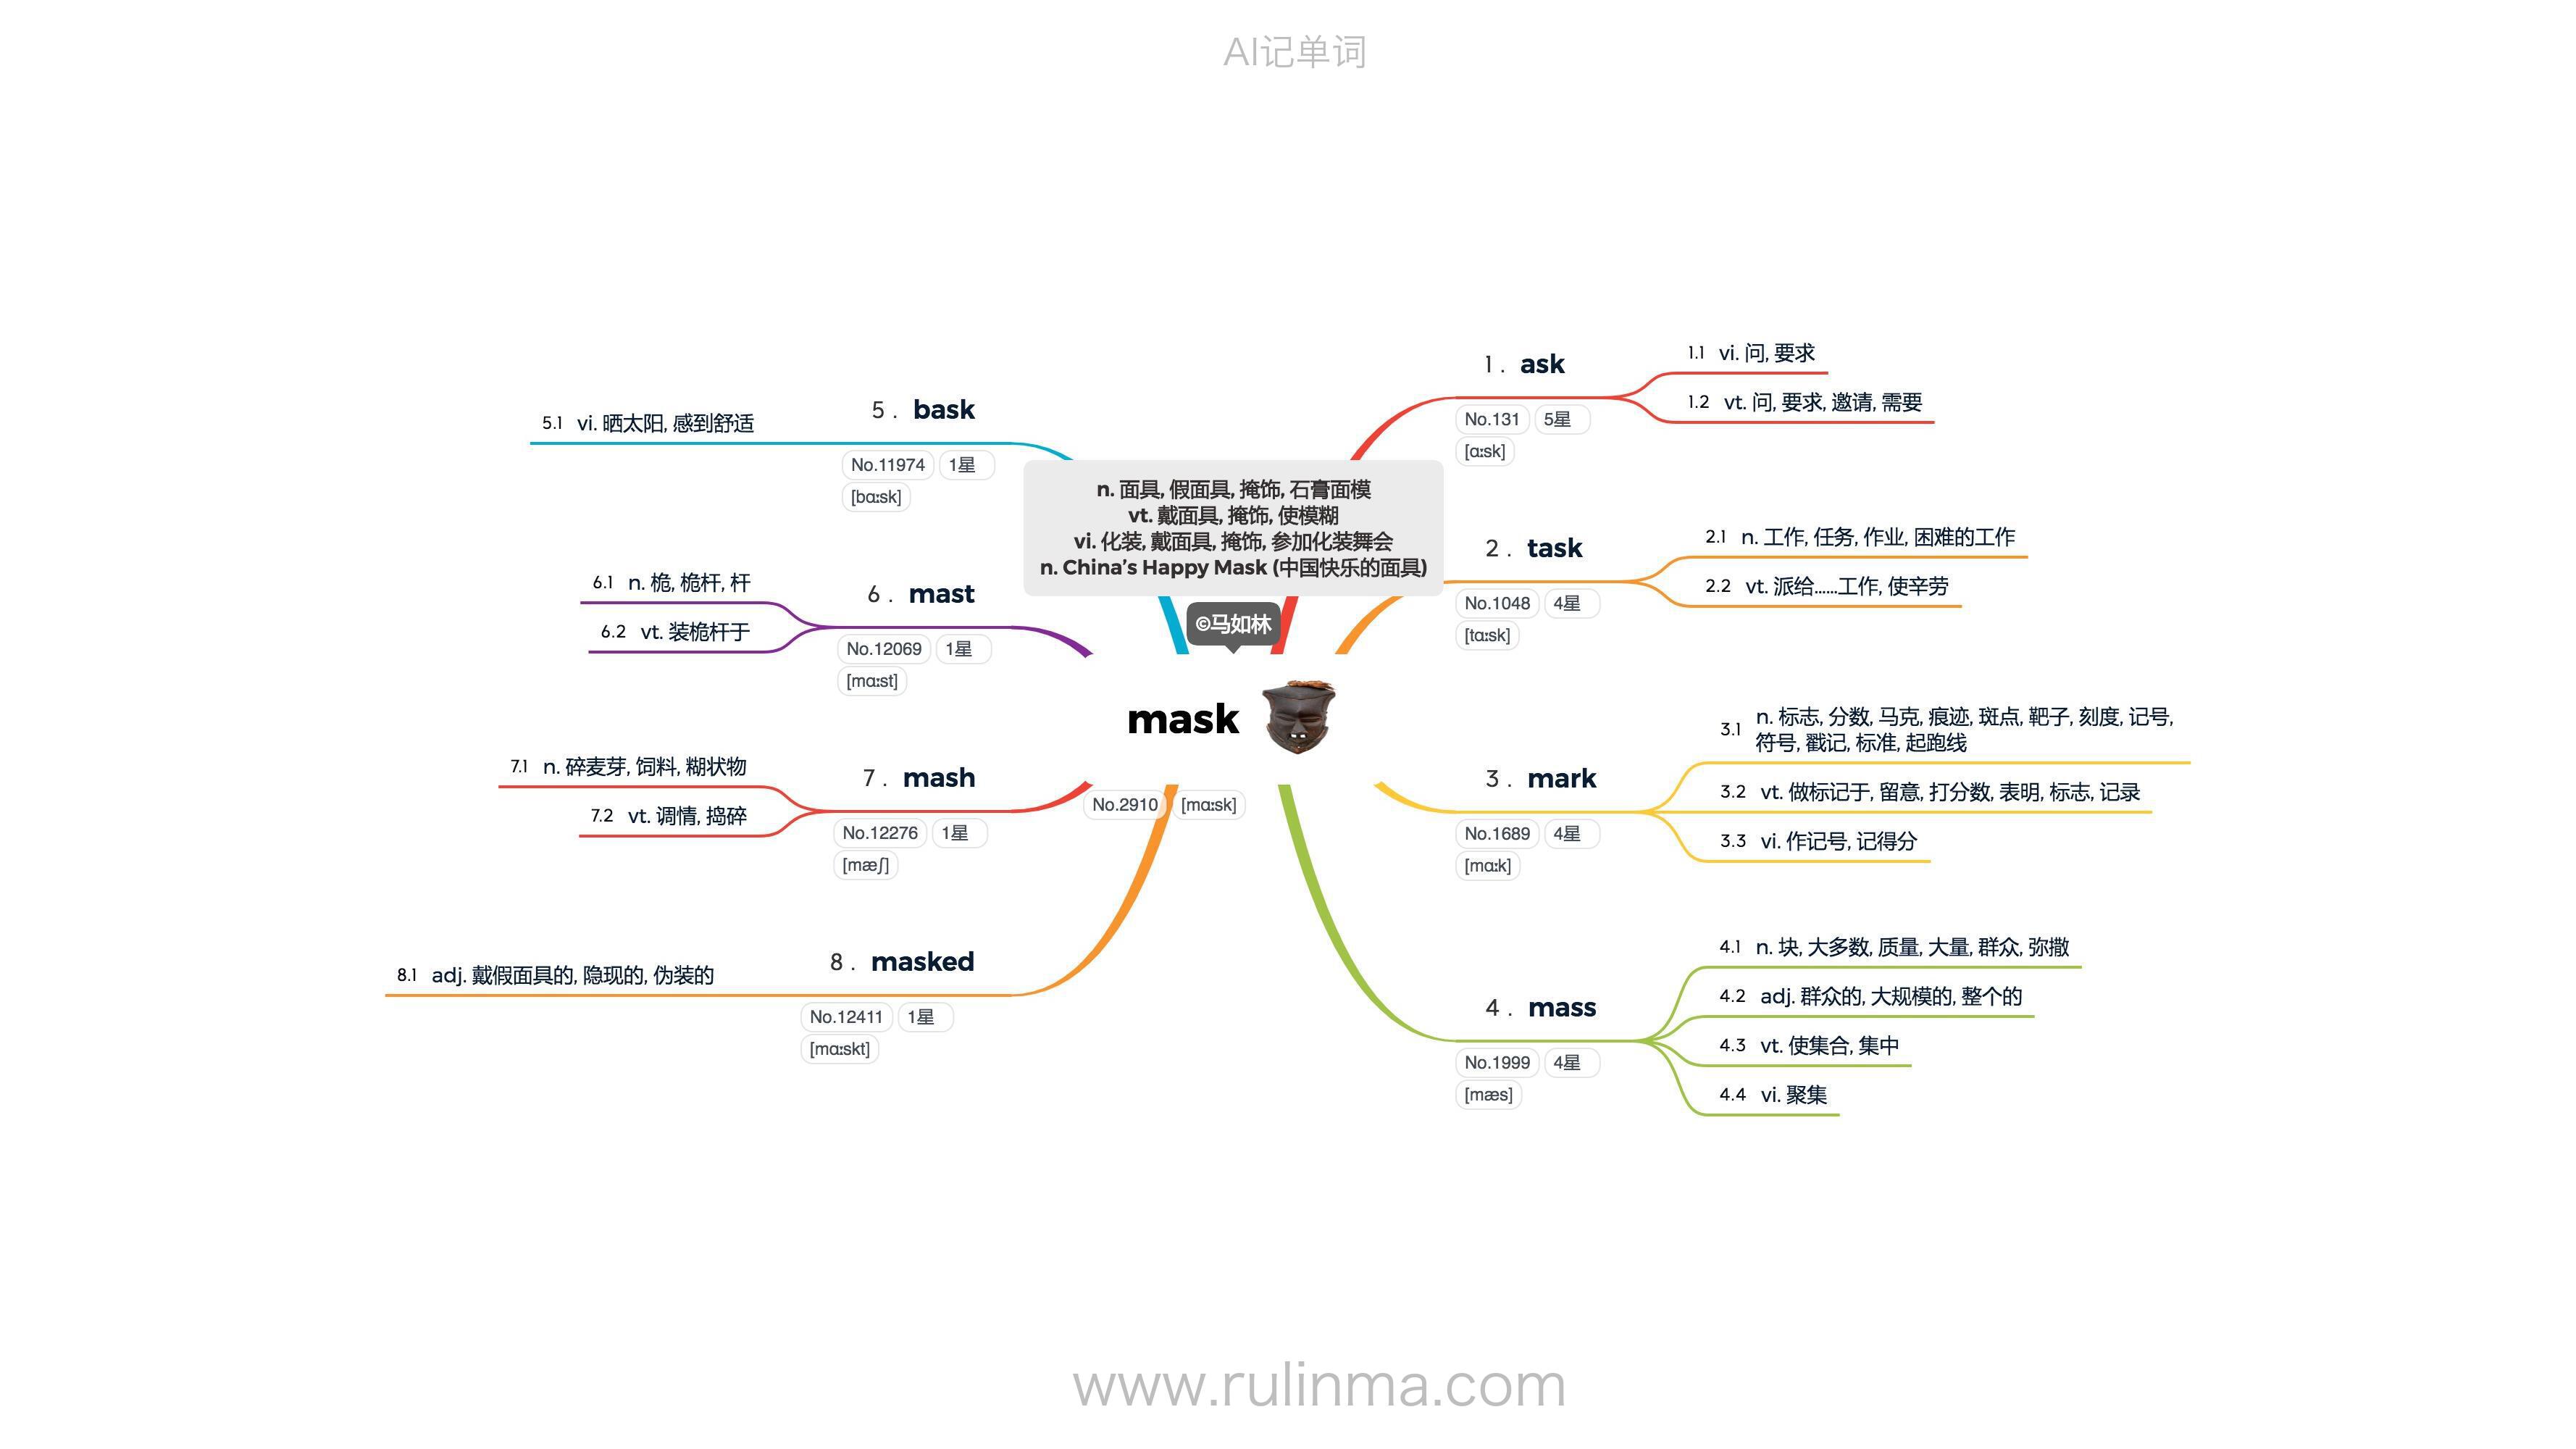 AI记单词
n. 面具, 假面具, 掩饰, 石膏面模
vt. 戴面具, 掩饰, 使模糊
vi. 化装, 戴面具, 掩饰, 参加化装舞会
n. China’s Happy Mask (中国快乐的面具)
©马如林
mask
No.2910 [mɑːsk]
1. ask
No.131 5星
[ɑːsk]
1.1 vi. 问, 要求
1.2 vt. 问, 要求, 邀请, 需要
2. task
No.1048 4星
[tɑːsk]
2.1 n. 工作, 任务, 作业, 困难的工作
2.2 vt. 派给......工作, 使辛劳
3. mark
No.1689 4星
[mɑːk]
3.1 n. 标志, 分数, 马克, 痕迹, 斑点, 靶子, 刻度, 记号,
符号, 戳记, 标准, 起跑线
3.2 vt. 做标记于, 留意, 打分数, 表明, 标志, 记录
3.3 vi. 作记号, 记得分
4. mass
No.1999 4星
[mæs]
4.1 n. 块, 大多数, 质量, 大量, 群众, 弥撒
4.2 adj. 群众的, 大规模的, 整个的
4.3 vt. 使集合, 集中
4.4 vi. 聚集
5. bask
No.11974 1星
[bɑːsk]
5.1 vi. 晒太阳, 感到舒适
6. mast
No.12069 1星
[mɑːst]
6.1 n. 桅, 桅杆, 杆
6.2 vt. 装桅杆于
7. mash
No.12276 1星
[mæʃ]
7.1 n. 碎麦芽, 饲料, 糊状物
7.2 vt. 调情, 捣碎
8. masked
No.12411 1星
[mɑːskt]
8.1 adj. 戴假面具的, 隐现的, 伪装的
www.rulinma.com